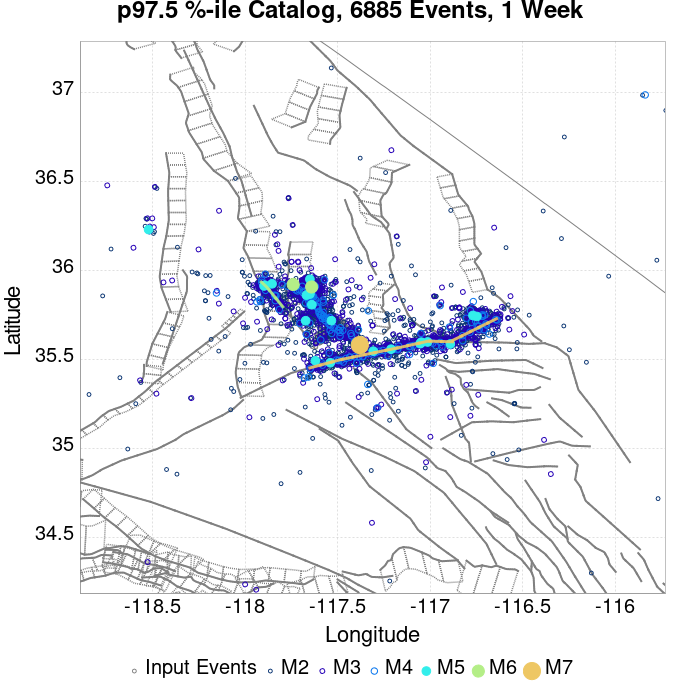 p97.5 %-ile Catalog, 6885 Events, 1 Week
37
36.5
36
35.5
35
34.5
Latitude
-118.5 -118 -117.5 -117 -116.5 -116
Longitude
Input Events M2 M3 M4 M5 M6 M7